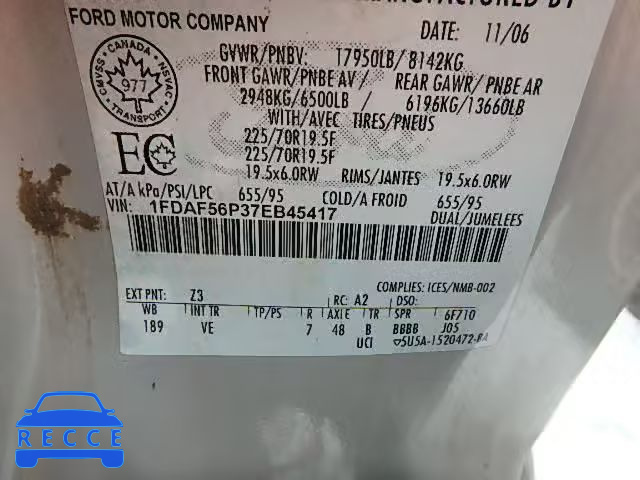 MANUFACTURED BY
FORD MOTOR COMPANY
DATE: 11/06
GVWR/PNBV: 17950LB/8142KG
FRONT GAWR/PNBE AV
REAR GAWR/PNBE AR
2948KG/6500LB
6196KG/13660LB
WITH/AVEC TIRES/PNEUS
225/70R19.5F
225/70R19.5F
19.5x6.0RW RIMS/JANTES 19.5x6.0RW
AT/A kPa/PSI/LPC 655/95 COLD/A FROID 655/95
VIN: 1FDAF56P37EB45417 DUAL/JUMELEES
CANADA
CMVSS NSVAC
977
TRANSPORT
EC
COMPLIES: ICES/NMB-002
EXT PNT: Z3 RC: A2 DSO:
WB INT TR TP/PS R AXLE TR SPR 6F710
189 VE 7 48 B BBBB J05
UCI 5U5A-1520472-BA
RECCE